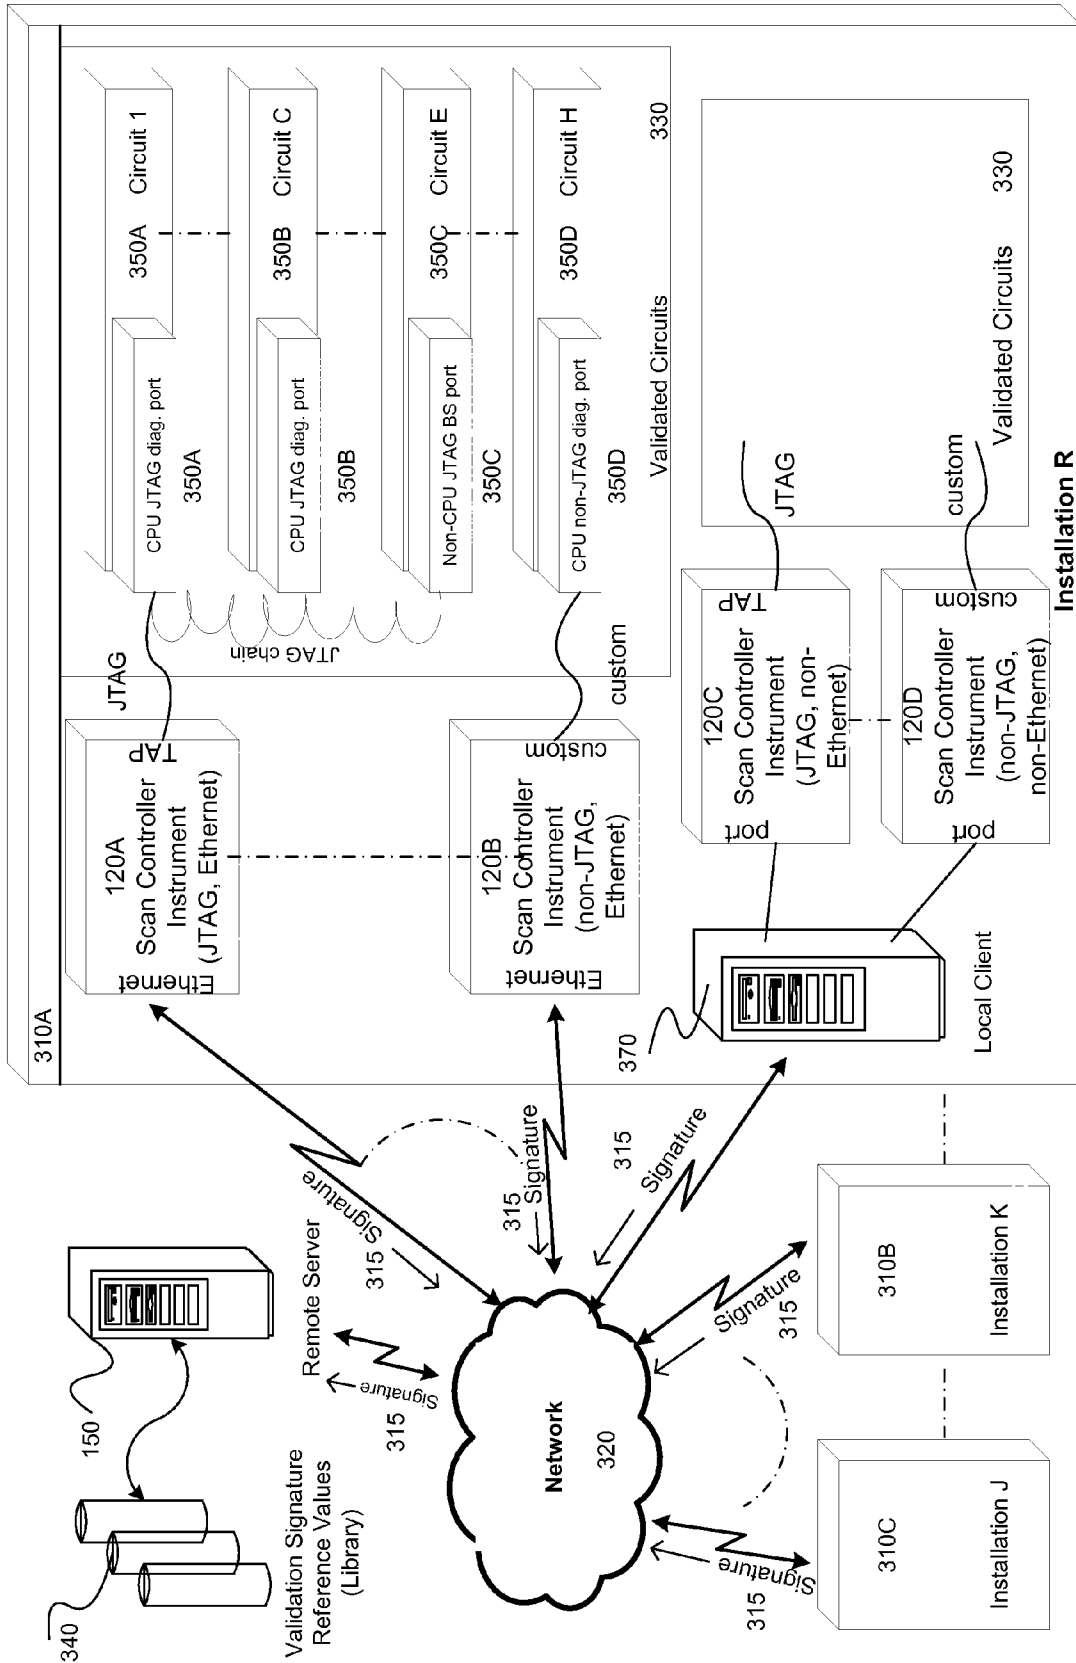 340
Validation Signature
Reference Values
(Library)
150
Remote Server
Signature
315
Network
320
Signature
315
Signature
315
Signature
315
Signature
315
Signature
315
310C
Installation J
310B
Installation K
310A
120A
Scan Controller
Instrument
(JTAG, Ethernet)
Ethernet
TAP
JTAG
120B
Scan Controller
Instrument
(non-JTAG,
Ethernet)
Ethernet
custom
custom
370
Local Client
120C
Scan Controller
Instrument
(JTAG, non-
Ethernet)
port
TAP
JTAG
120D
Scan Controller
Instrument
(non-JTAG,
non-Ethernet)
port
custom
custom
JTAG chain
CPU JTAG diag. port
350A
350A
Circuit 1
CPU JTAG diag. port
350B
350B
Circuit C
Non-CPU JTAG BS port
350C
350C
Circuit E
CPU non-JTAG diag. port
350D
350D
Circuit H
Validated Circuits
330
Validated Circuits
330
Installation R